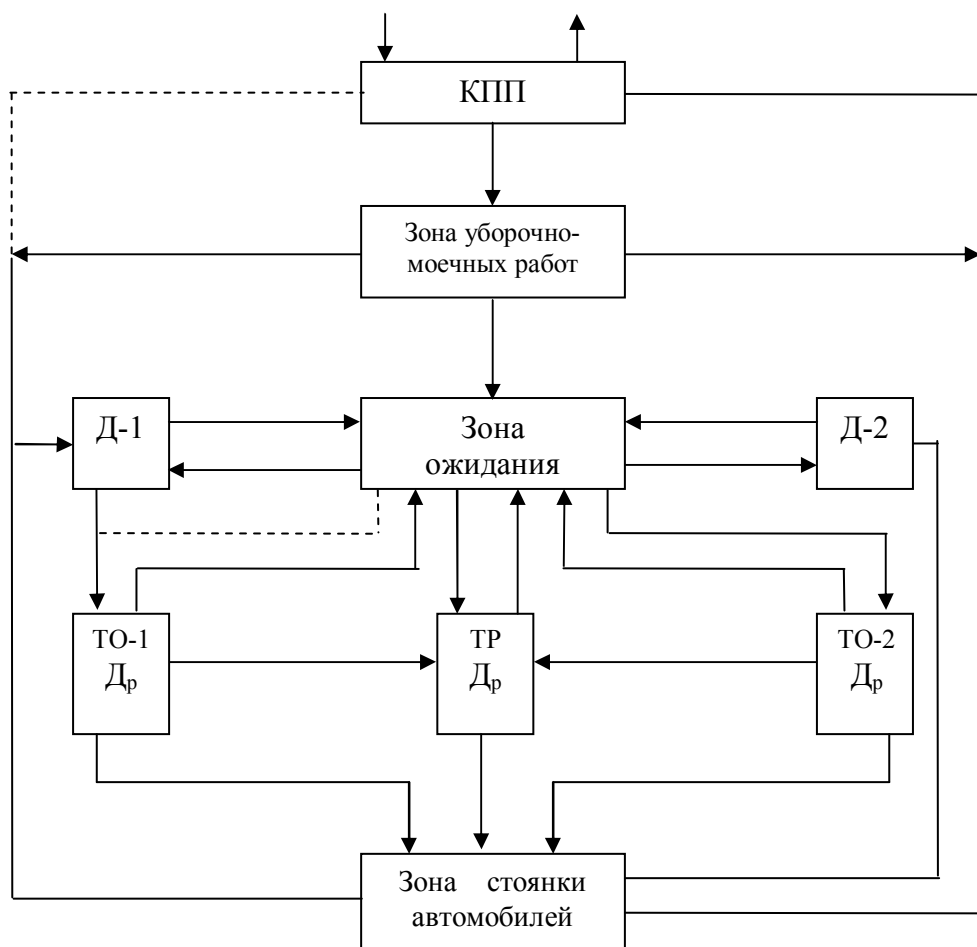 КПП
Зона уборочно-
моечных работ
Д-1
Зона
ожидания
Д-2
ТО-1
Др
ТР
Др
ТО-2
Др
Зона стоянки
автомобилей